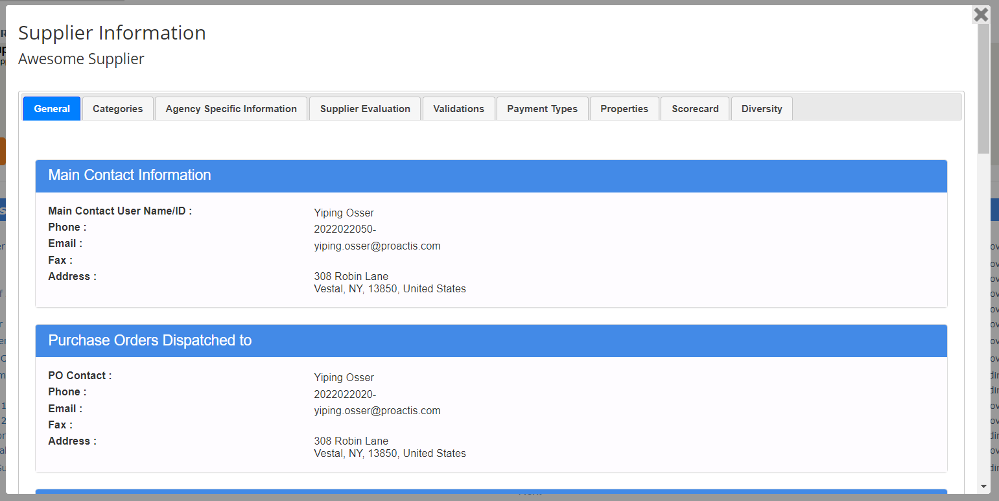 Supplier Information
Awesome Supplier
General Categories Agency Specific Information Supplier Evaluation Validations Payment Types Properties Scorecard Diversity
Main Contact Information
Main Contact User Name/ID : Yiping Osser
Phone : 2022022050-
Email : yiping.osser@proactis.com
Fax :
Address : 308 Robin Lane
Vestal, NY, 13850, United States
Purchase Orders Dispatched to
PO Contact : Yiping Osser
Phone : 2022022020-
Email : yiping.osser@proactis.com
Fax :
Address : 308 Robin Lane
Vestal, NY, 13850, United States